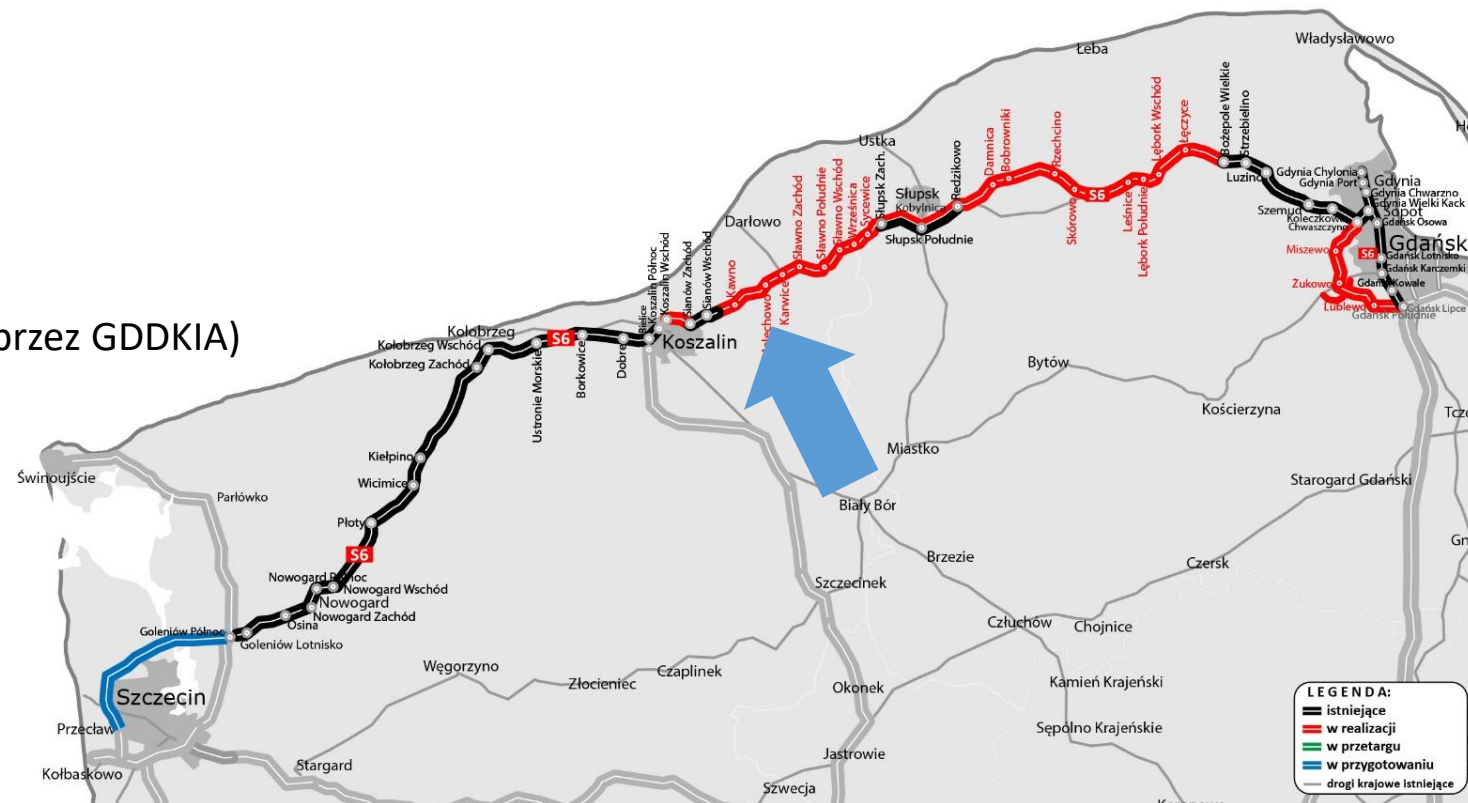 Władysławowo
Łeba
Ustka
Damnica
Bobrowniki
Rzechcino
Skórowo
S6
Leśnice
Lębork Południe
Lębork Wschód
Łęczyce
Bożepole Wielkie
Strzebielino
Luzino
Szemud
Koleczkowo
Chwaszczyno
Gdynia Chylonia
Gdynia Port
Gdynia
Gdynia Chwarzno
Gdynia Wielki Kack
Sopot
Gdańsk Osowa
Gdańsk
S6
Gdańsk Lotnisko
Gdańsk Karczemki
Gdańsk Kowale
Gdańsk Lipce
Gdańsk Południe
Miszewo
Żukowo
Lublewo
Redzikowo
Słupsk
Kobylnica
Słupsk Południe
Słupsk Zach.
Sycewice
Wrześnica
Sławno Wschód
Sławno Południe
Sławno Zachód
Darłowo
Karwice
Kawno
Sianów Wschód
Sianów Zachód
Koszalin Wschód
Koszalin Północ
Bielice
Koszalin
przez GDDKIA)
Kołobrzeg
Kołobrzeg Wschód
Kołobrzeg Zachód
Ustronie Morskie
S6
Borkowice
Dobre
Bytów
Kościerzyna
Miastko
Kiełpino
Wicimice
Świnoujście
Parłówko
Płoty
S6
Biały Bór
Starogard Gdański
Brzezie
Czersk
Szczecinek
Nowogard Wschód
Nowogard
Nowogard Zachód
Osina
Goleniów Północ
Goleniów Lotnisko
Człuchów
Chojnice
Węgorzyno
Złocieniec
Czaplinek
Okonek
Kamień Krajeński
Szczecin
Przecław
Sępólno Krajeńskie
Kołbaskowo
Stargard
Jastrowie
Szwecja
LEGENDA:
istniejące
w realizacji
w przetargu
w przygotowaniu
drogi krajowe istniejące